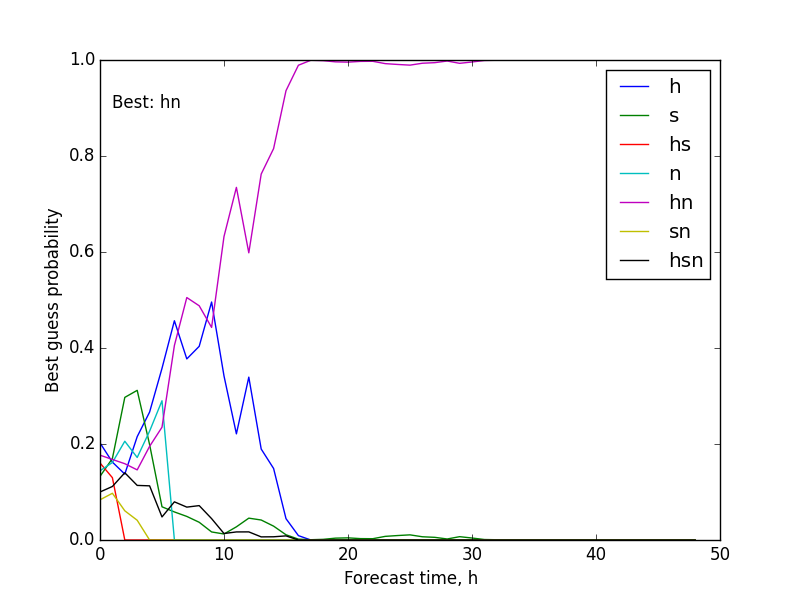 1.0
Best: hn
h
s
hs
n
hn
sn
hsn
0.8
0.6
0.4
0.2
0.0
Best guess probability
0 10 20 30 40 50
Forecast time, h